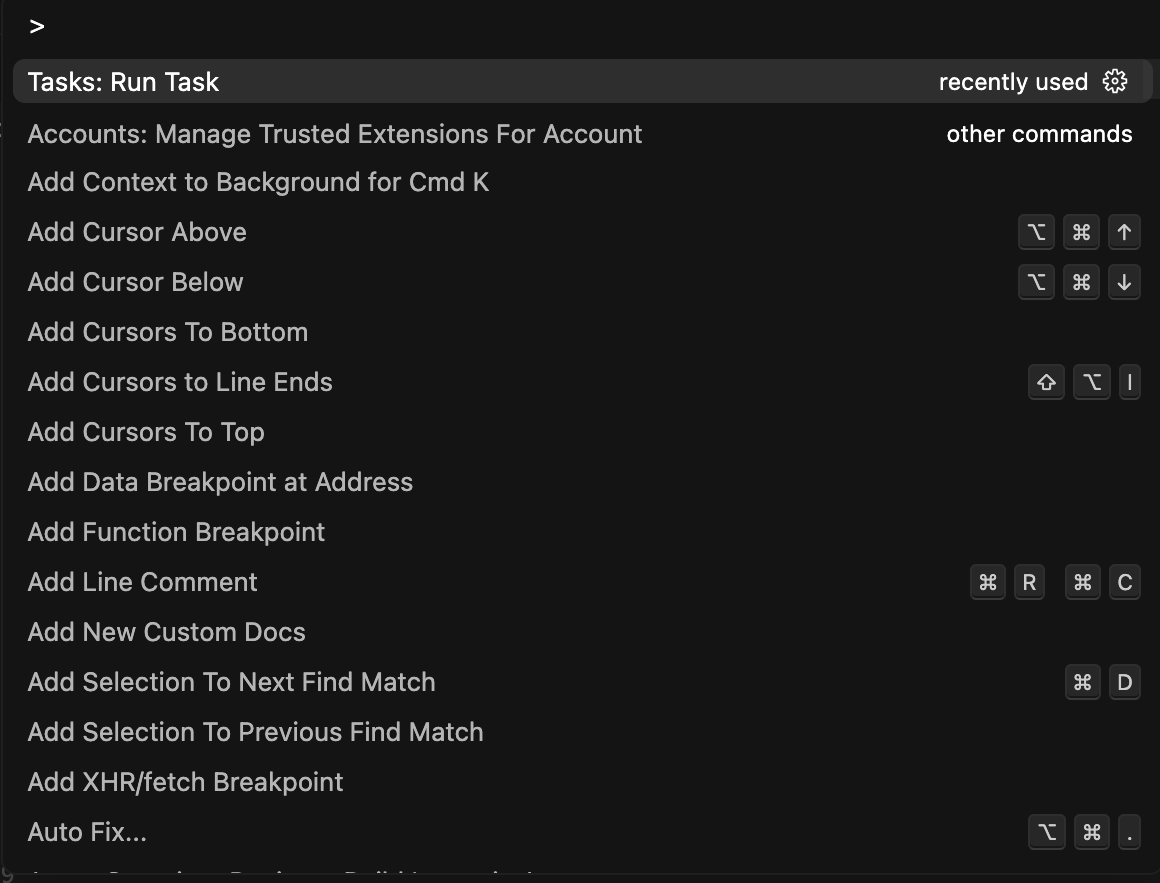 >
Tasks: Run Task recently used
Accounts: Manage Trusted Extensions For Account other commands
Add Context to Background for Cmd K
Add Cursor Above ⌥ ⌘ ↑
Add Cursor Below ⌥ ⌘ ↓
Add Cursors To Bottom
Add Cursors to Line Ends ⇧ ⌥ I
Add Cursors To Top
Add Data Breakpoint at Address
Add Function Breakpoint
Add Line Comment ⌘ R ⌘ C
Add New Custom Docs
Add Selection To Next Find Match ⌘ D
Add Selection To Previous Find Match
Add XHR/fetch Breakpoint
Auto Fix... ⌥ ⌘ .